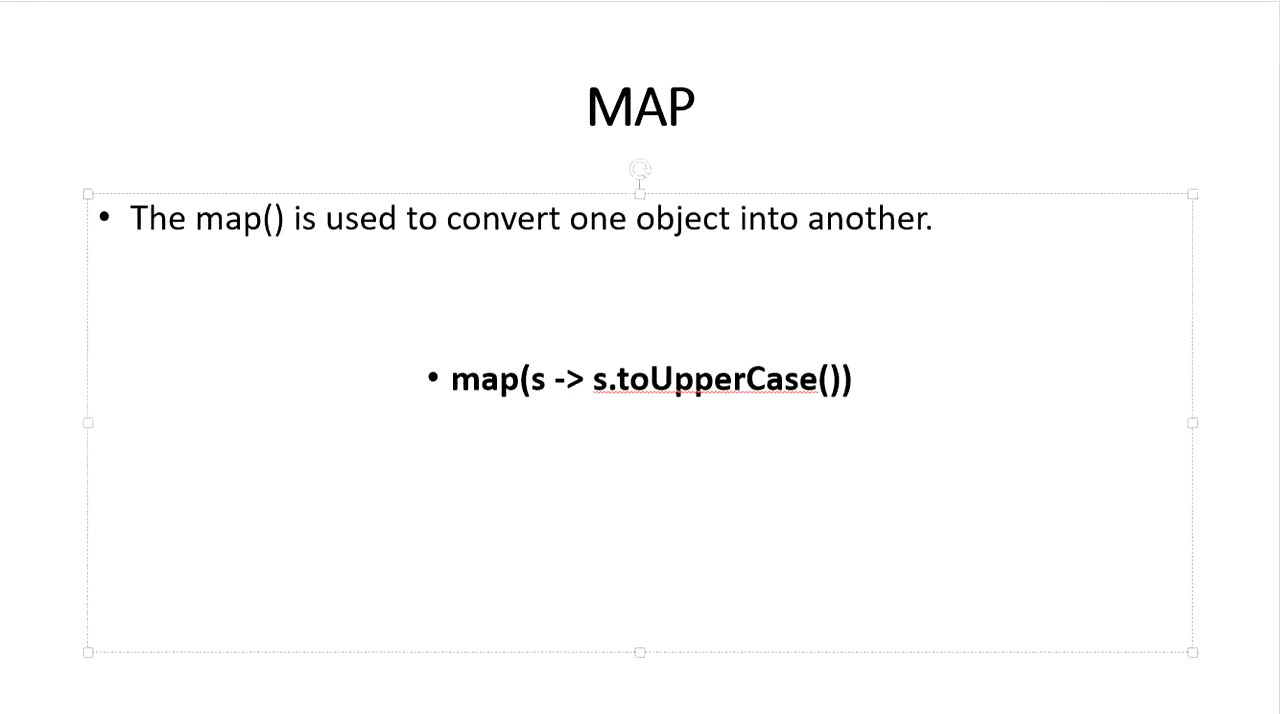 MAP
• The map() is used to convert one object into another.
• map(s -> s.toUpperCase())